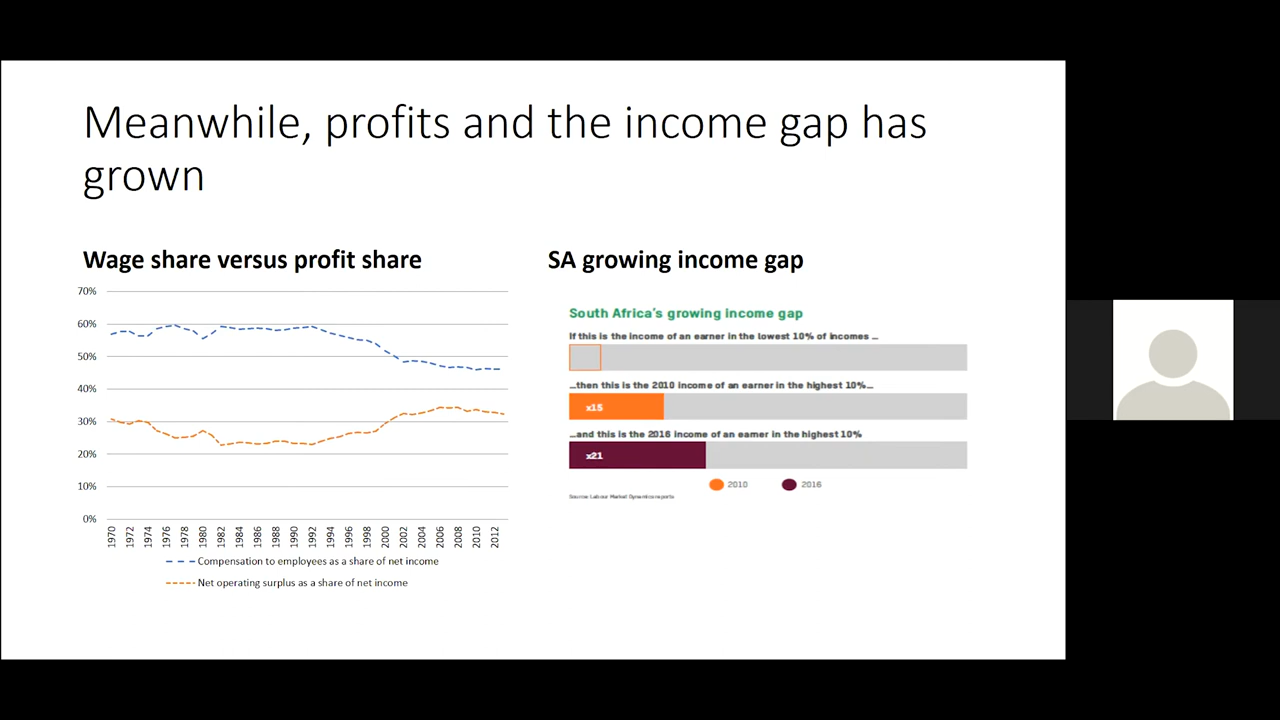 Meanwhile, profits and the income gap has
grown
Wage share versus profit share
70%
60%
50%
40%
30%
20%
10%
0%
1970
1972
1974
1976
1978
1980
1982
1984
1986
1988
1990
1992
1994
1996
1998
2000
2002
2004
2006
2008
2010
2012
Compensation to employees as a share of net income
Net operating surplus as a share of net income
SA growing income gap
South Africa's growing income gap
If this is the income of an earner in the lowest 10% of incomes ...
...then this is the 2010 income of an earner in the highest 10%...
x15
...and this is the 2016 income of an earner in the highest 10%
x21
2010
2016
Source: Labour Market Dynamics reports